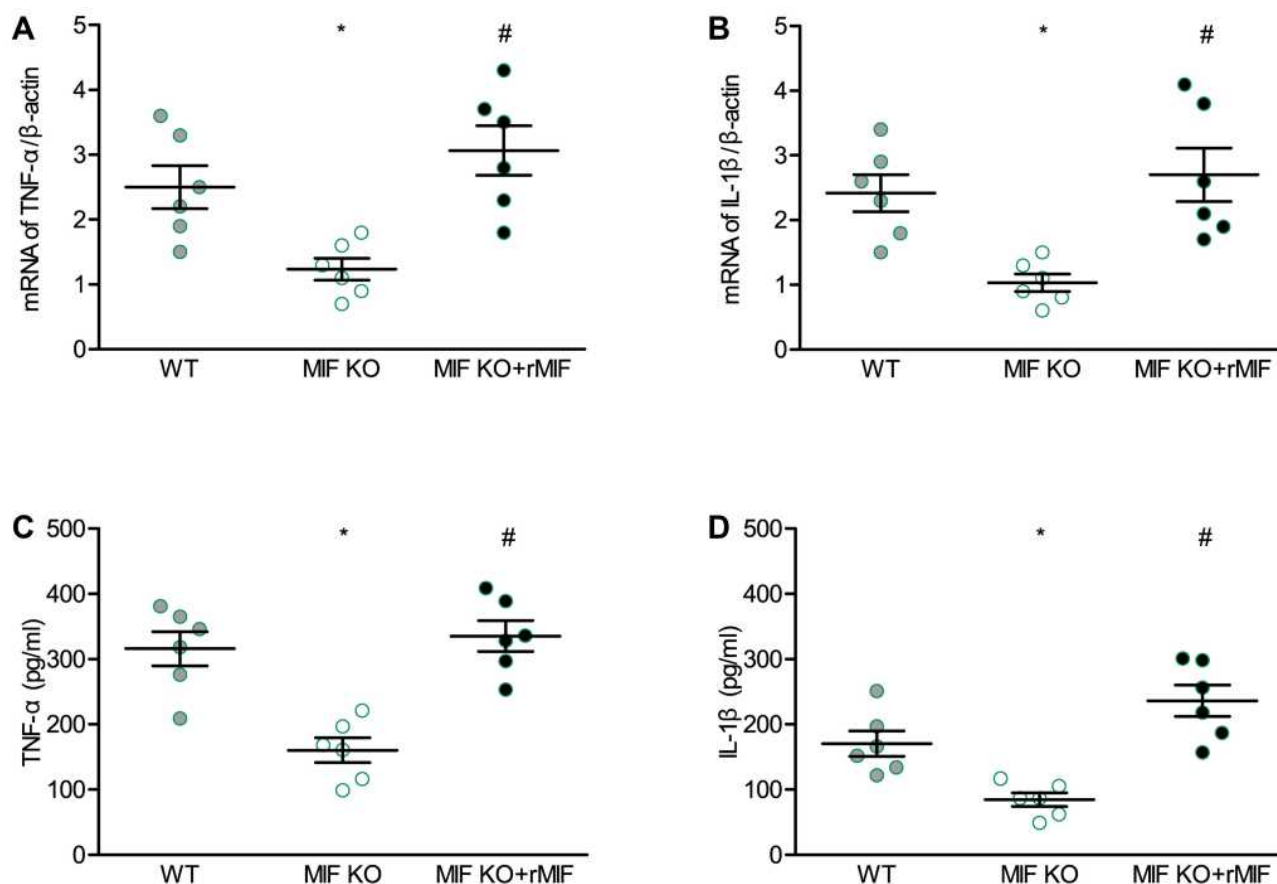 A
mRNA of TNF-α/β-actin
5
4
3
2
1
0
*
#
WT
MIF KO
MIF KO+rMIF
B
mRNA of IL-1β/β-actin
5
4
3
2
1
0
*
#
WT
MIF KO
MIF KO+rMIF
C
TNF-α (pg/ml)
500
400
300
200
100
0
*
#
WT
MIF KO
MIF KO+rMIF
D
IL-1β (pg/ml)
500
400
300
200
100
0
*
#
WT
MIF KO
MIF KO+rMIF